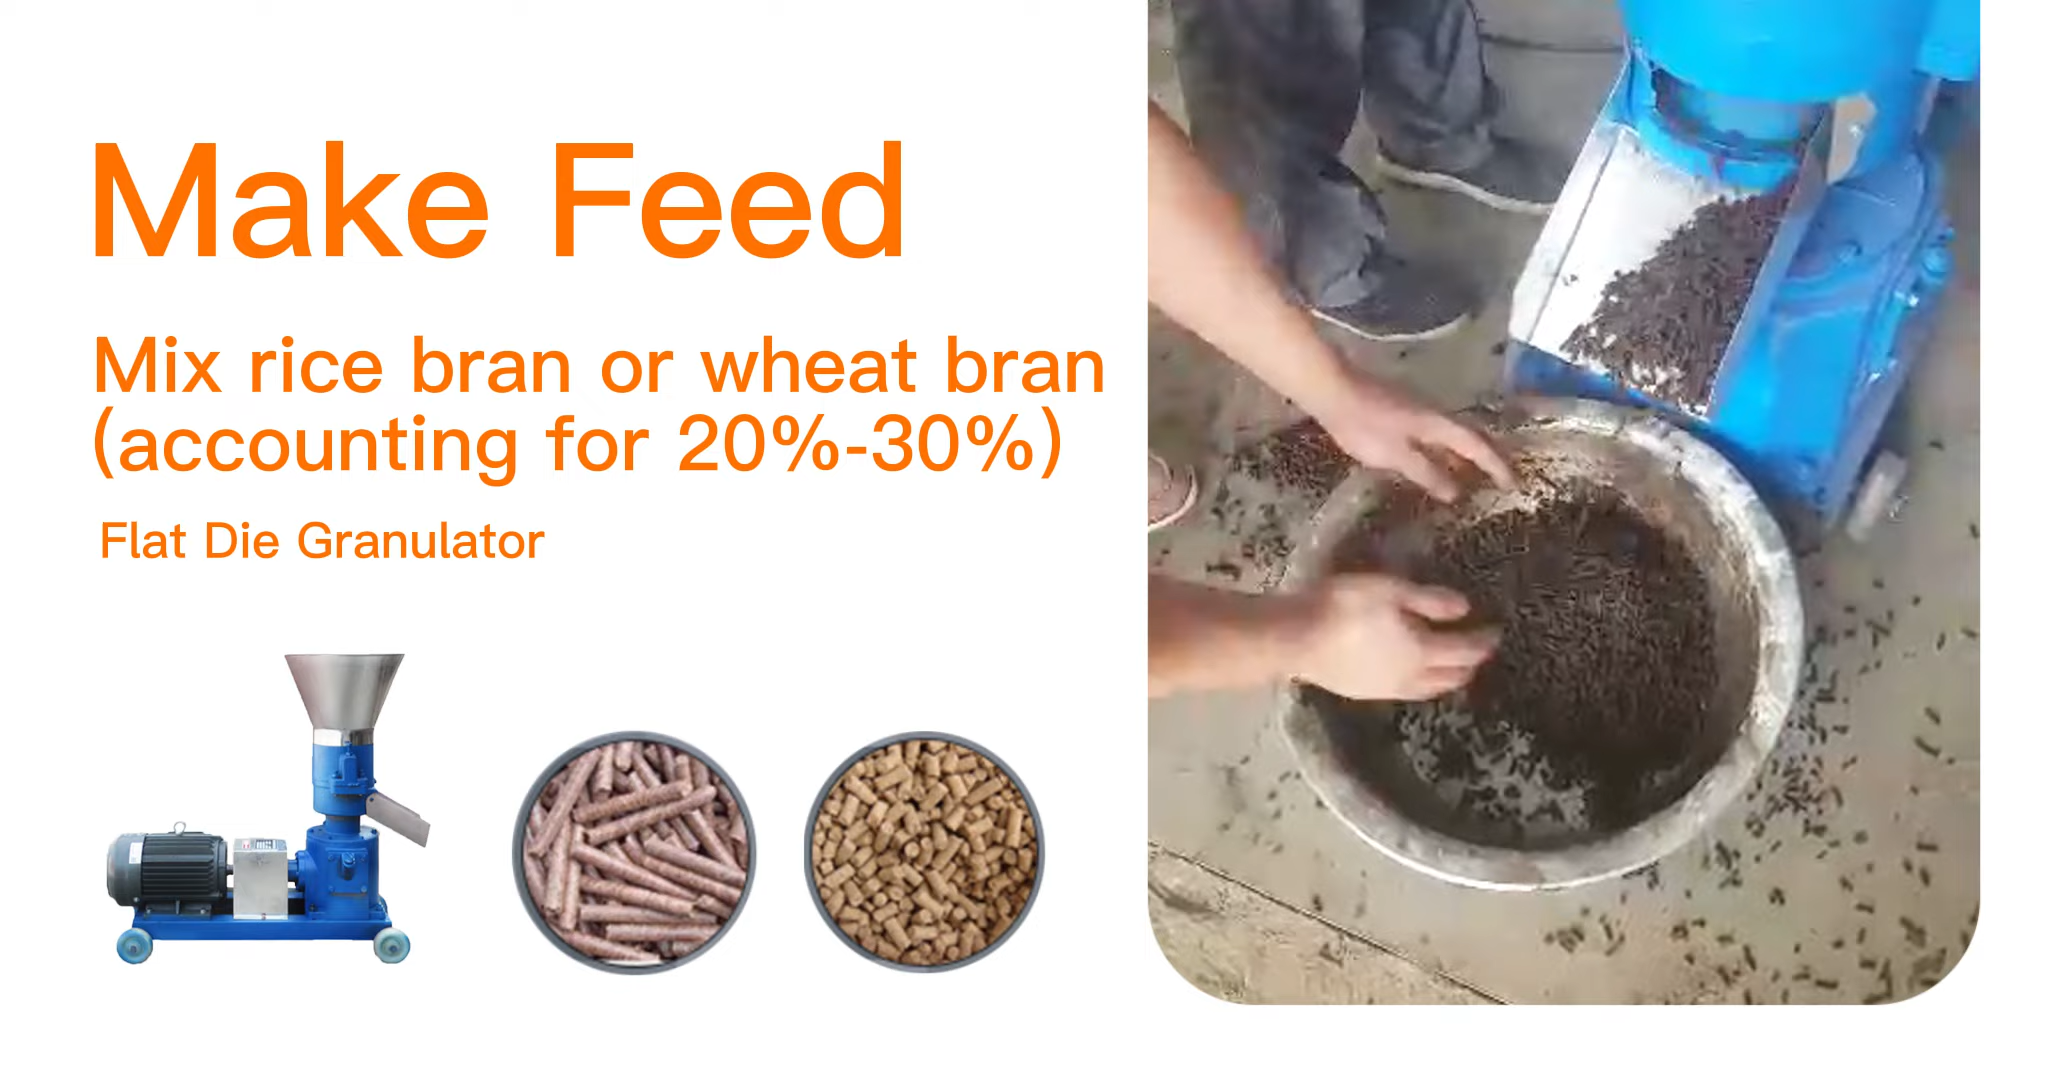 Make Feed
Mix rice bran or wheat bran
(accounting for 20%-30%)
Flat Die Granulator